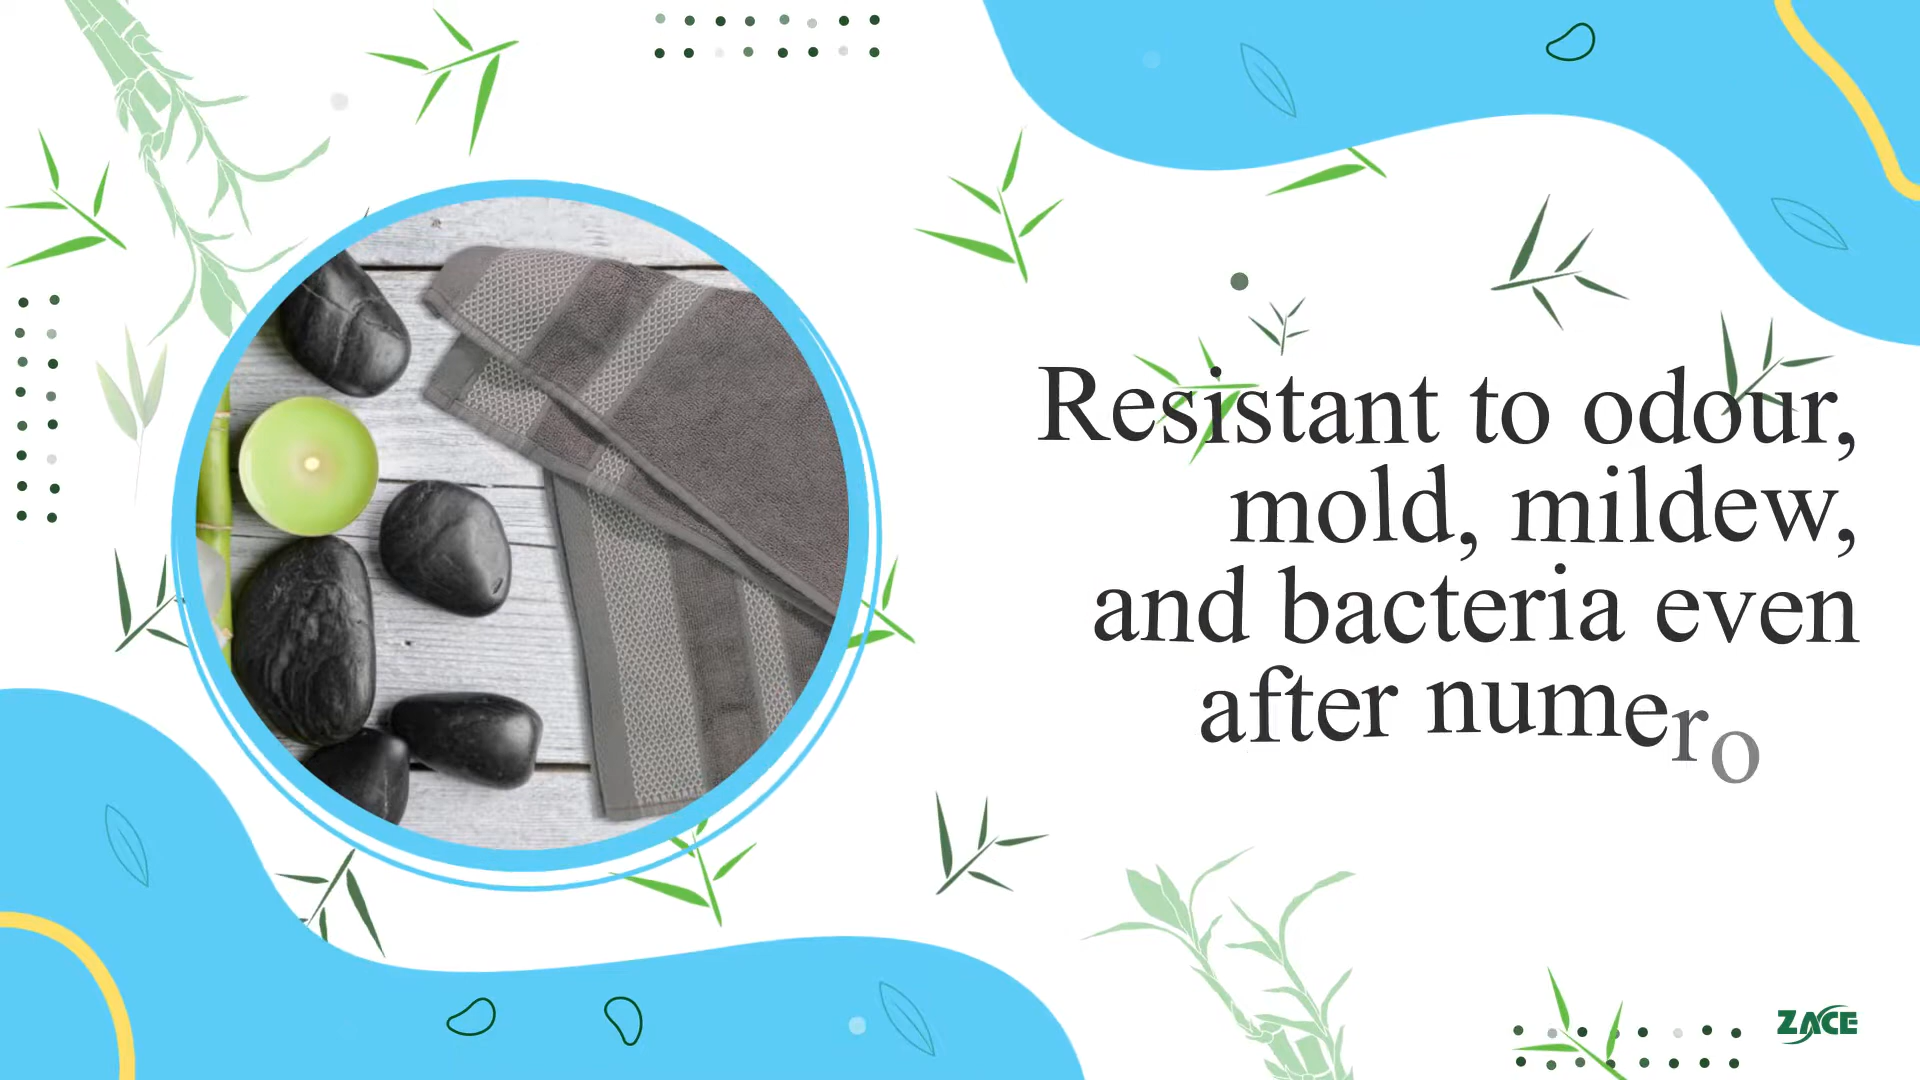 Resistant to odour,
mold, mildew,
and bacteria even
after numero
ZACE